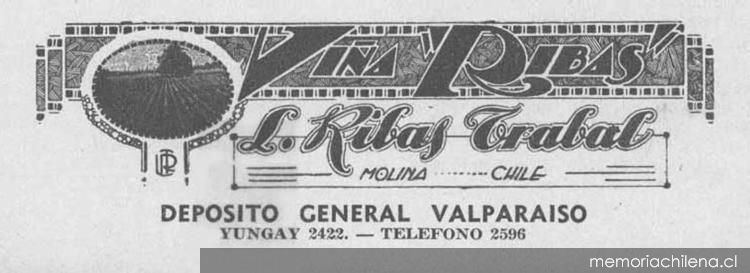 VIÑA "RIBAS"
L. Ribas Trabal
MOLINA ------- CHILE
DEPOSITO GENERAL VALPARAISO
YUNGAY 2422. — TELEFONO 2596
memoriachilena.cl